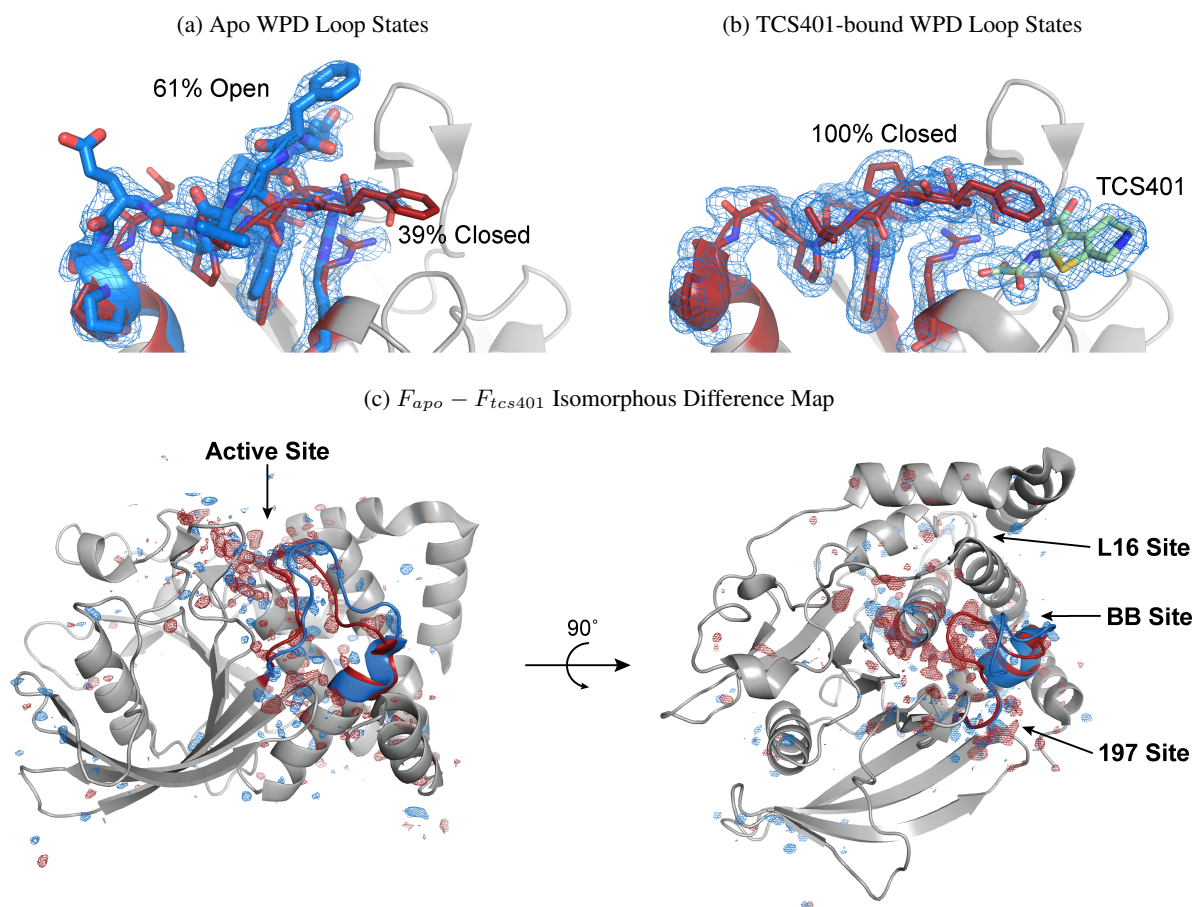 (a) Apo WPD Loop States
(b) TCS401-bound WPD Loop States
61% Open
39% Closed
100% Closed
TCS401
(c) F_apo − F_tcs401 Isomorphous Difference Map
Active Site
90°
L16 Site
BB Site
197 Site